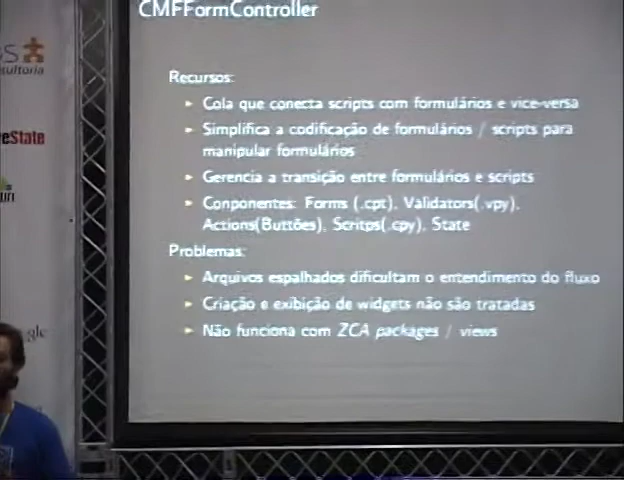 CMFFormController
Recursos:
Cola que conecta scripts com formulários e vice-versa
Simplifica a codificação de formulários / scripts para
manipular formulários
Gerencia a transição entre formulários e scripts
Conponentes: Forms (.cpt), Validators(.vpy),
Actions(Buttões), Scritps(.cpy), State
Problemas:
Arquivos espalhados dificultam o entendimento do fluxo
Criação e exibição de widgets não são tratadas
Não funciona com ZCA packages / views